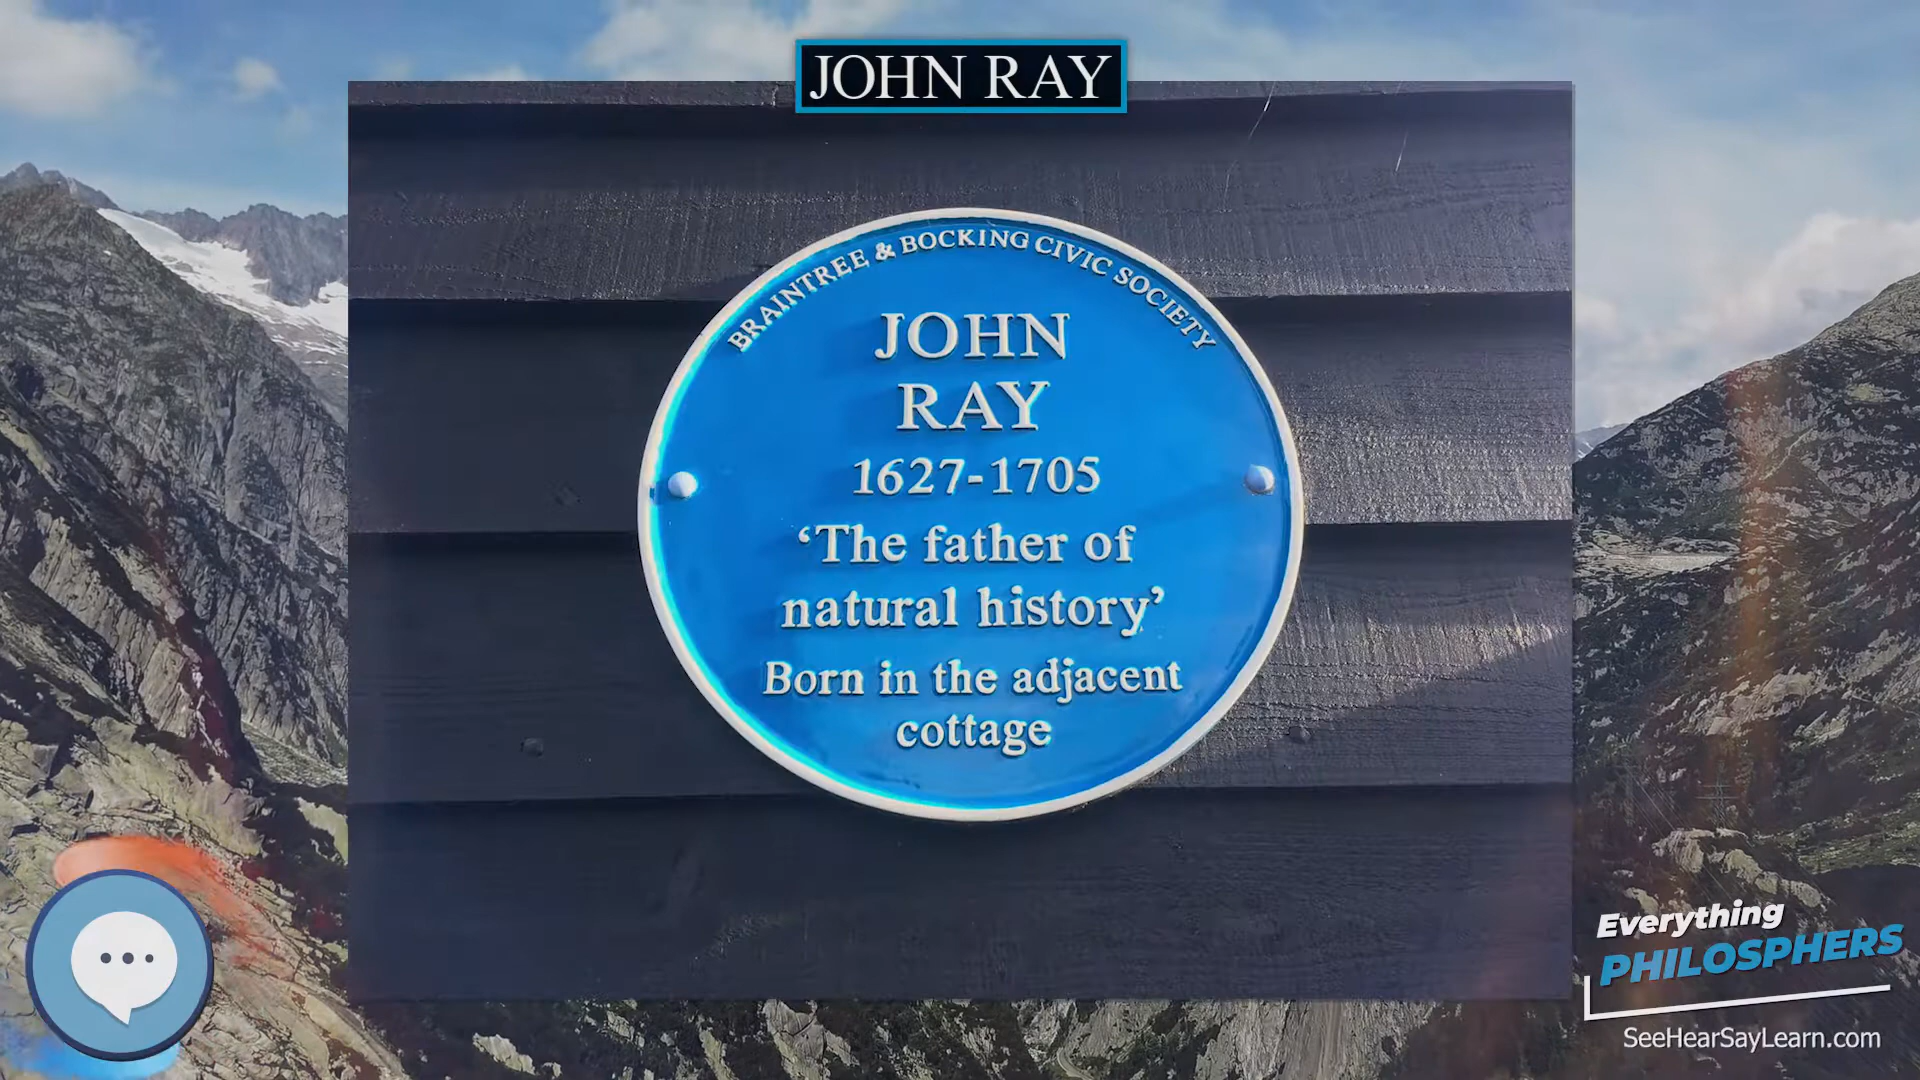 JOHN RAY
BRAINTREE & BOCKING CIVIC SOCIETY
JOHN
RAY
1627-1705
‘The father of
natural history’
Born in the adjacent
cottage
Everything
PHILOSPHERS
SeeHearSayLearn.com